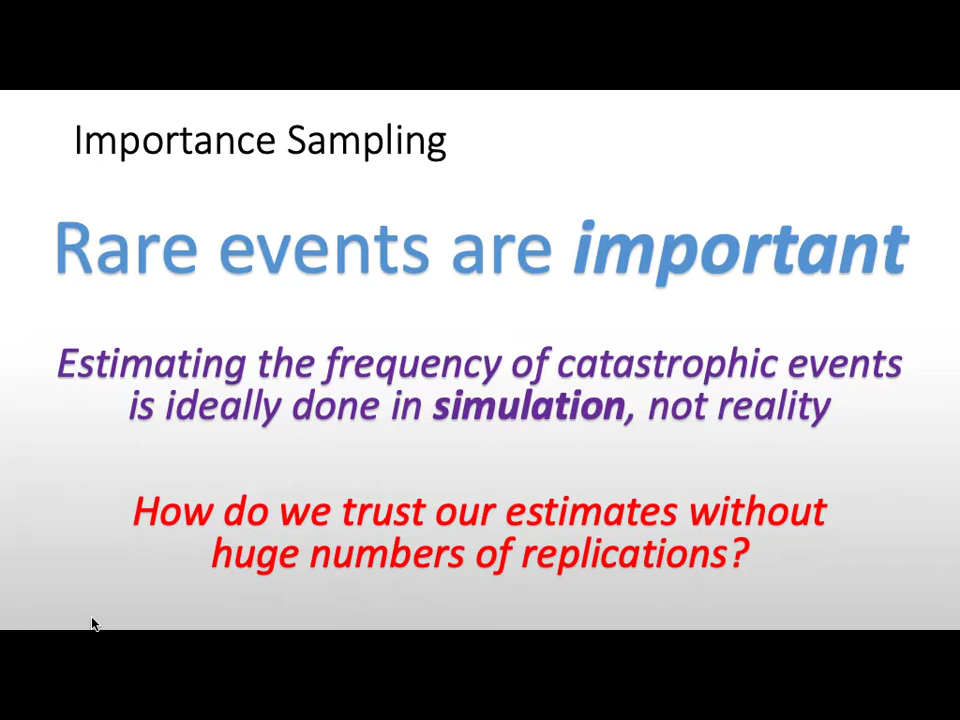 Importance Sampling
Rare events are important
Estimating the frequency of catastrophic events
is ideally done in simulation, not reality
How do we trust our estimates without
huge numbers of replications?